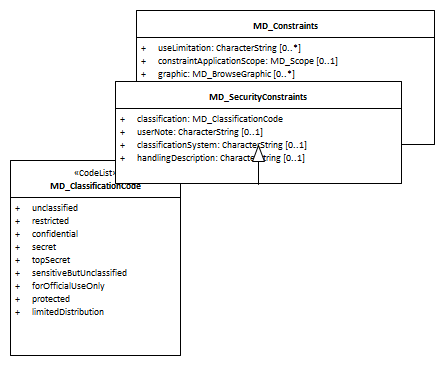 MD_Constraints
+ useLimitation: CharacterString [0..*]
+ constraintApplicationScope: MD_Scope [0..1]
+ graphic: MD_BrowseGraphic [0..*]
MD_SecurityConstraints
+ classification: MD_ClassificationCode
+ userNote: CharacterString [0..1]
+ classificationSystem: CharacterString [0..1]
+ handlingDescription: CharacterString [0..1]
«CodeList»
MD_ClassificationCode
+ unclassified
+ restricted
+ confidential
+ secret
+ topSecret
+ sensitiveButUnclassified
+ forOfficialUseOnly
+ protected
+ limitedDistribution